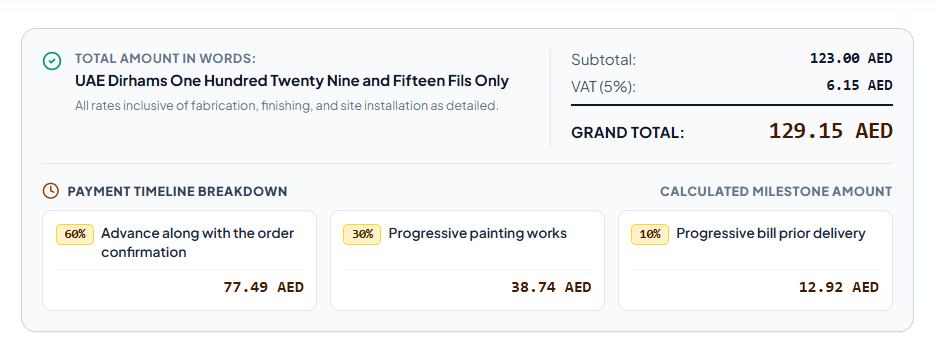 TOTAL AMOUNT IN WORDS:
UAE Dirhams One Hundred Twenty Nine and Fifteen Fils Only
All rates inclusive of fabrication, finishing, and site installation as detailed.
Subtotal: 123.00 AED
VAT (5%): 6.15 AED
GRAND TOTAL: 129.15 AED
PAYMENT TIMELINE BREAKDOWN
CALCULATED MILESTONE AMOUNT
60% Advance along with the order
confirmation
77.49 AED
30% Progressive painting works
38.74 AED
10% Progressive bill prior delivery
12.92 AED